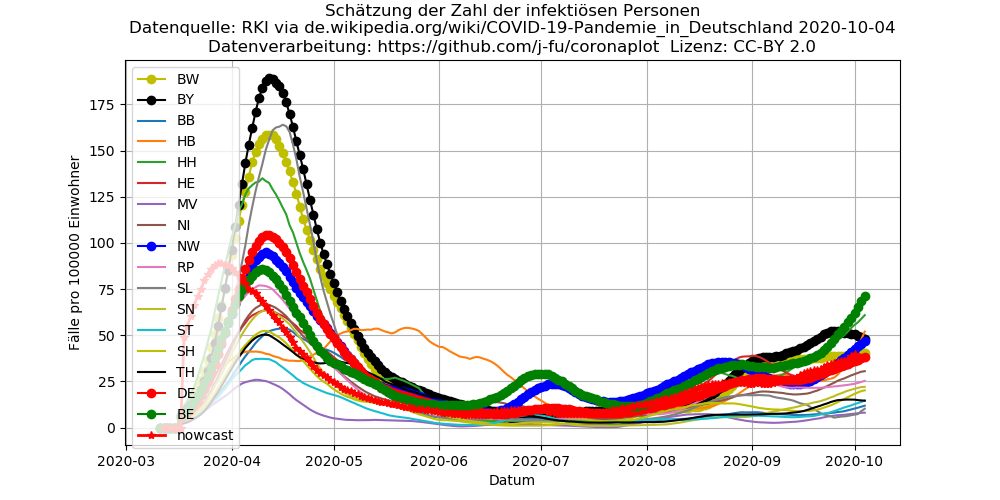 Schätzung der Zahl der infektiösen Personen
Datenquelle: RKI via de.wikipedia.org/wiki/COVID-19-Pandemie_in_Deutschland 2020-10-04
Datenverarbeitung: https://github.com/j-fu/coronaplot  Lizenz: CC-BY 2.0
Fälle pro 100000 Einwohner
175
150
125
100
75
50
25
0
BW
BY
BB
HB
HH
HE
MV
NI
NW
RP
SL
SN
ST
SH
TH
DE
BE
nowcast
2020-03 2020-04 2020-05 2020-06 2020-07 2020-08 2020-09 2020-10
Datum